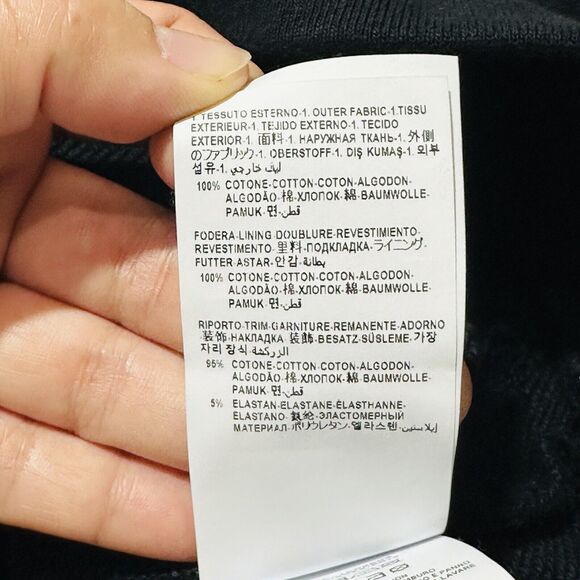 1 TESSUTO ESTERNO-1. OUTER FABRIC-1.TISSU
EXTERIEUR-1. TEJIDO EXTERNO-1. TECIDO
EXTERIOR-1. 面料-1. НАРУЖНАЯ ТКАНЬ-1. 外側
のファブリック-1. OBERSTOFF-1. DIŞ KUMAŞ-1. 외부
섬유-1. ليف خارجي-1
100% COTONE-COTTON-COTON-ALGODON-
ALGODÃO-棉-ХЛОПОК-綿-BAUMWOLLE-
PAMUK-면-قطن
FODERA-LINING-DOUBLURE-REVESTIMIENTO-
REVESTIMENTO-里料-ПОДКЛАДКА-ライニング-
FUTTER-ASTAR-안감-بطانة
100% COTONE-COTTON-COTON-ALGODON-
ALGODÃO-棉-ХЛОПОК-綿-BAUMWOLLE-
PAMUK-면-قطن
RIPORTO-TRIM-GARNITURE-REMANENTE-ADORNO
装饰-НАКЛАДКА-装飾-BESATZ-SÜSLEME-가장
자리 장식-الزركشة
95% COTONE-COTTON-COTON-ALGODON-
ALGODÃO-棉-ХЛОПОК-綿-BAUMWOLLE-
PAMUK-면-قطن
5% ELASTAN-ELASTANE-ÉLASTHANNE-
ELASTANO-氨纶-ЭЛАСТОМЕРНЫЙ
МАТЕРИАЛ-ポリウレタン-엘라스텐-إيلاستين
PANNI
LAVARE